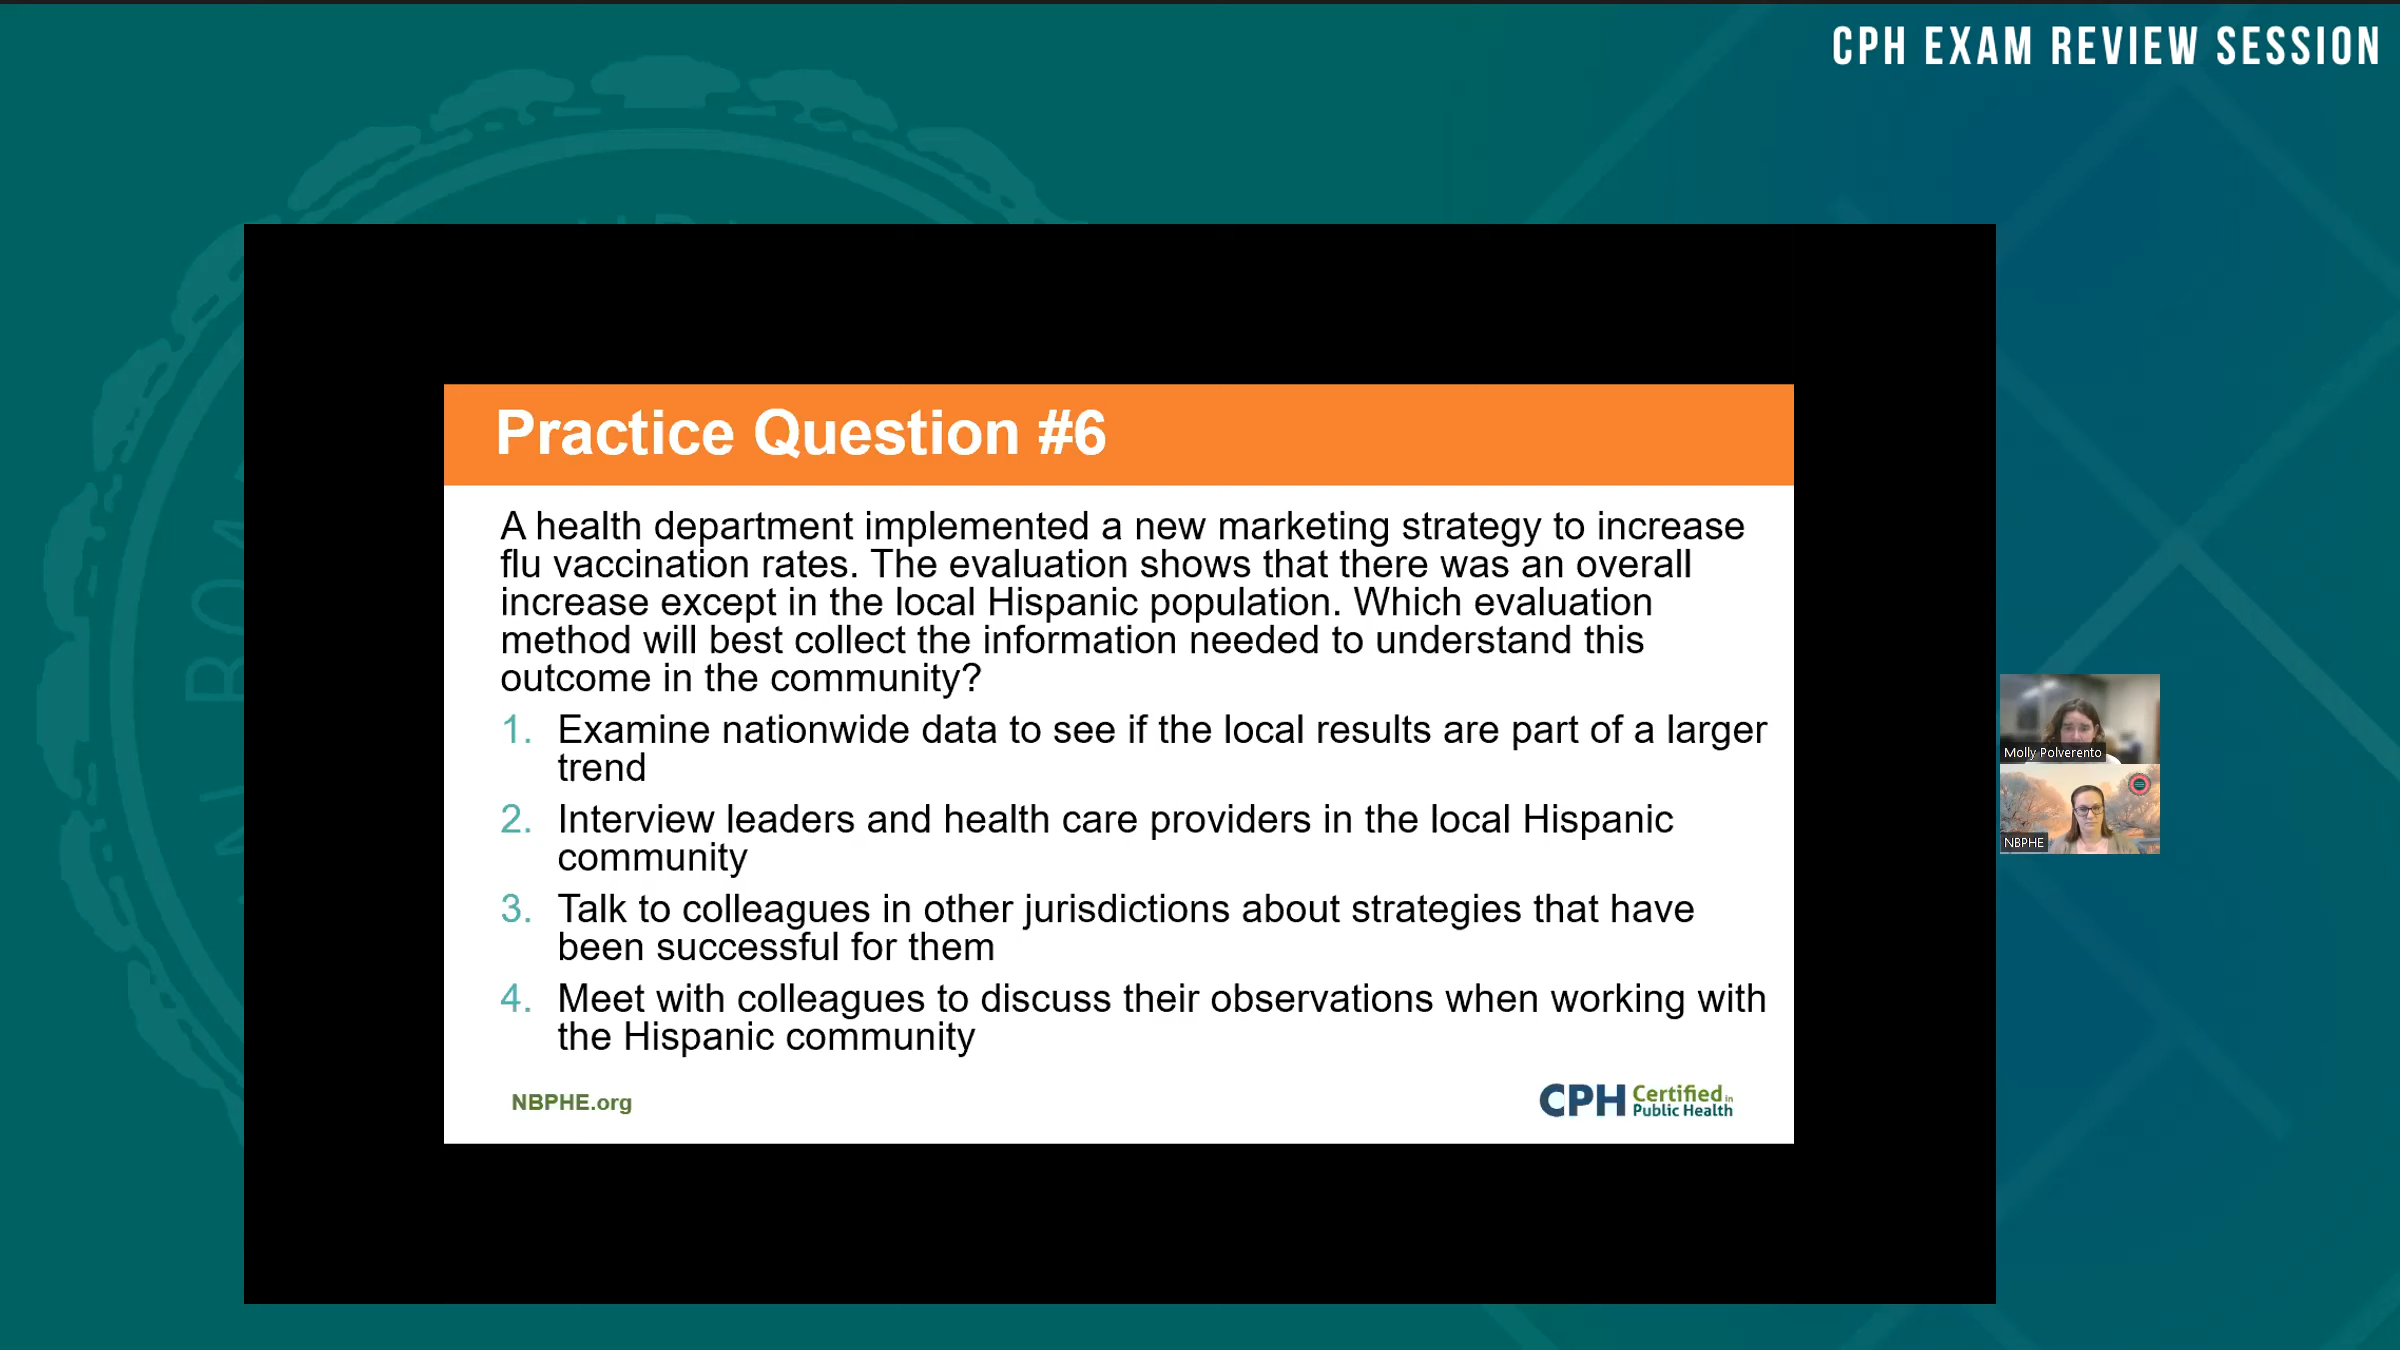 CPH EXAM REVIEW SESSION
Practice Question #6
A health department implemented a new marketing strategy to increase
flu vaccination rates. The evaluation shows that there was an overall
increase except in the local Hispanic population. Which evaluation
method will best collect the information needed to understand this
outcome in the community?
1. Examine nationwide data to see if the local results are part of a larger
trend
2. Interview leaders and health care providers in the local Hispanic
community
3. Talk to colleagues in other jurisdictions about strategies that have
been successful for them
4. Meet with colleagues to discuss their observations when working with
the Hispanic community
NBPHE.org
CPH Certified in
Public Health
Molly Polverento
NBPHE